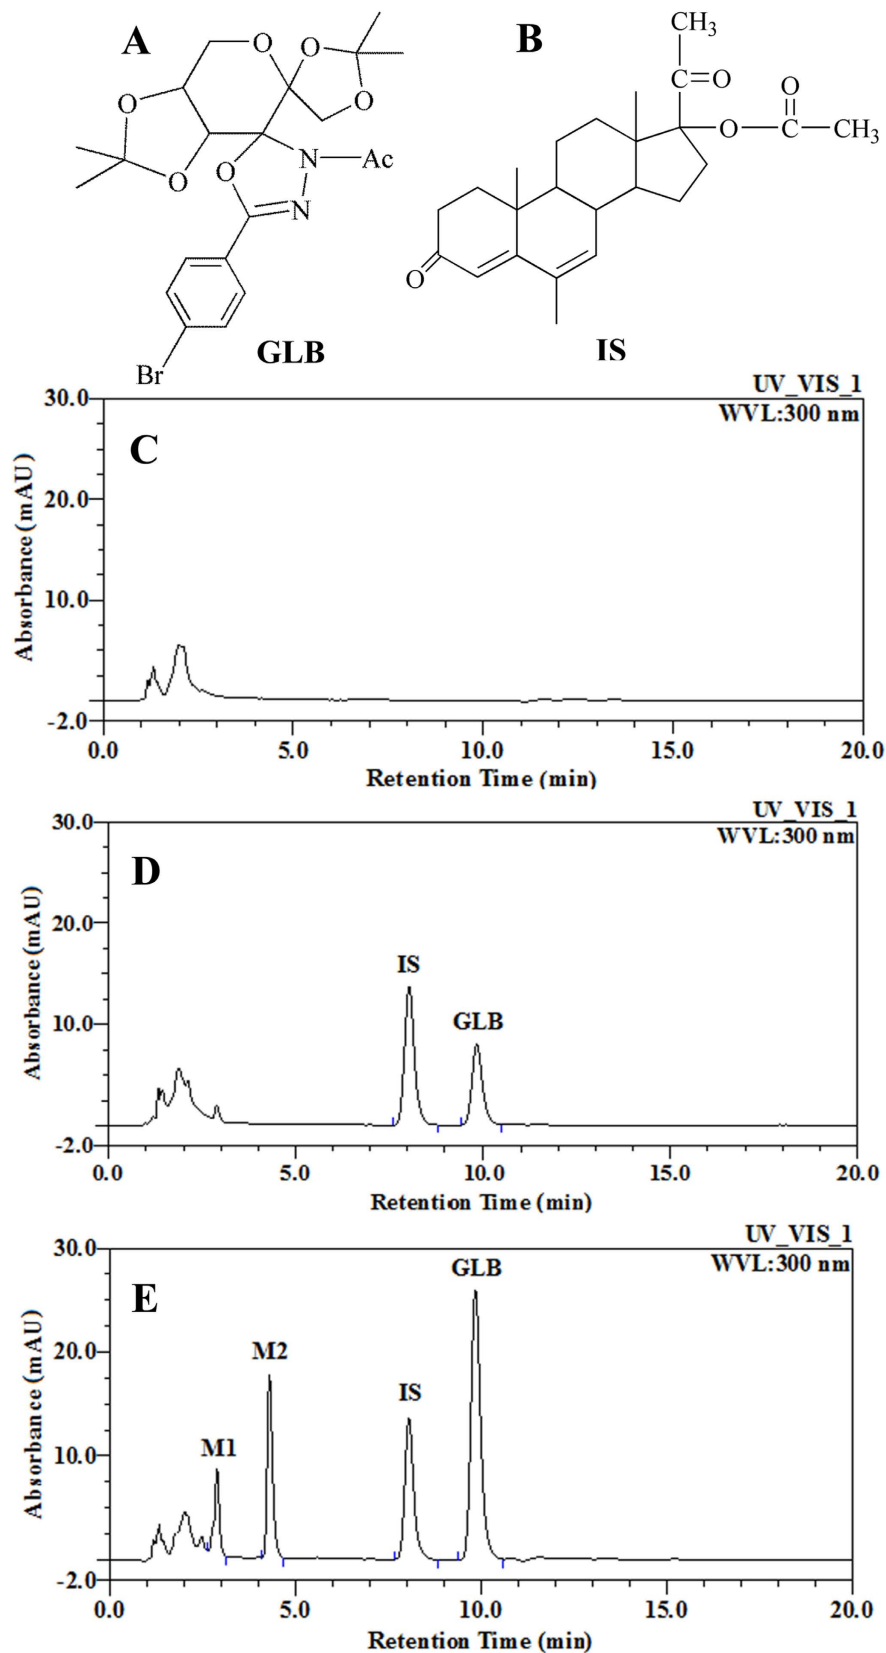 A
B
CH3
C=O
O
O
O
O
O
O
O
O
C
CH3
N
N
Ac
O
Br
GLB
IS
UV_VIS_1
WVL:300 nm
C
30.0
20.0
10.0
-2.0
Absorbance (mAU)
0.0 5.0 10.0 15.0 20.0
Retention Time (min)
UV_VIS_1
WVL:300 nm
D
30.0
20.0
10.0
-2.0
Absorbance (mAU)
IS
GLB
0.0 5.0 10.0 15.0 20.0
Retention Time (min)
UV_VIS_1
WVL:300 nm
E
30.0
20.0
10.0
-2.0
Absorbance (mAU)
M1
M2
IS
GLB
0.0 5.0 10.0 15.0 20.0
Retention Time (min)